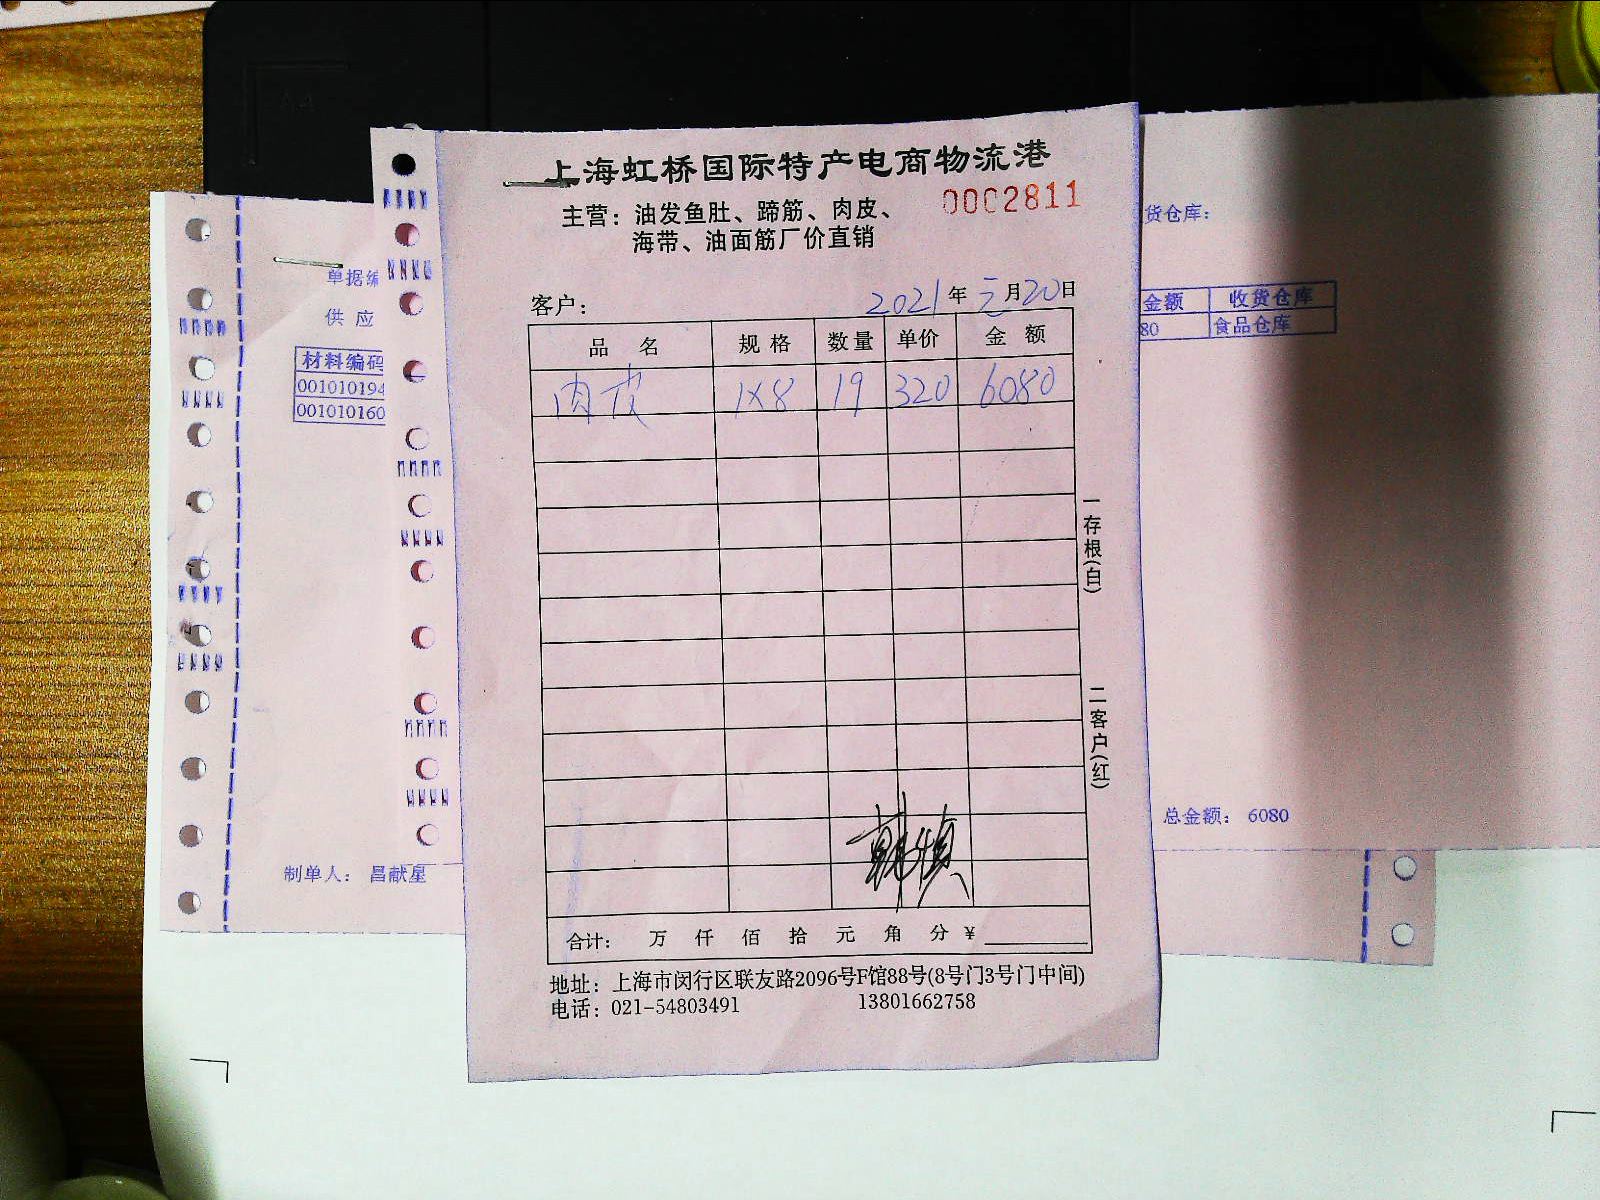 上海虹桥国际特产电商物流港
主营：油发鱼肚、蹄筋、肉皮、
海带、油面筋厂价直销
0002811
客户：
2021年 元月20日
品 名 规 格 数量 单价 金 额
肉皮 1×8 19 320 6080
一存根(白)
二客户(红)
合计： 万 仟 佰 拾 元 角 分 ¥
地址：上海市闵行区联友路2096号F馆88号(8号门3号门中间)
电话：021-54803491 13801662758
单据编
供 应
材料编码
001010194
001010160
制单人： 昌献星
货仓库：
金额 收货仓库
80 食品仓库
总金额： 6080